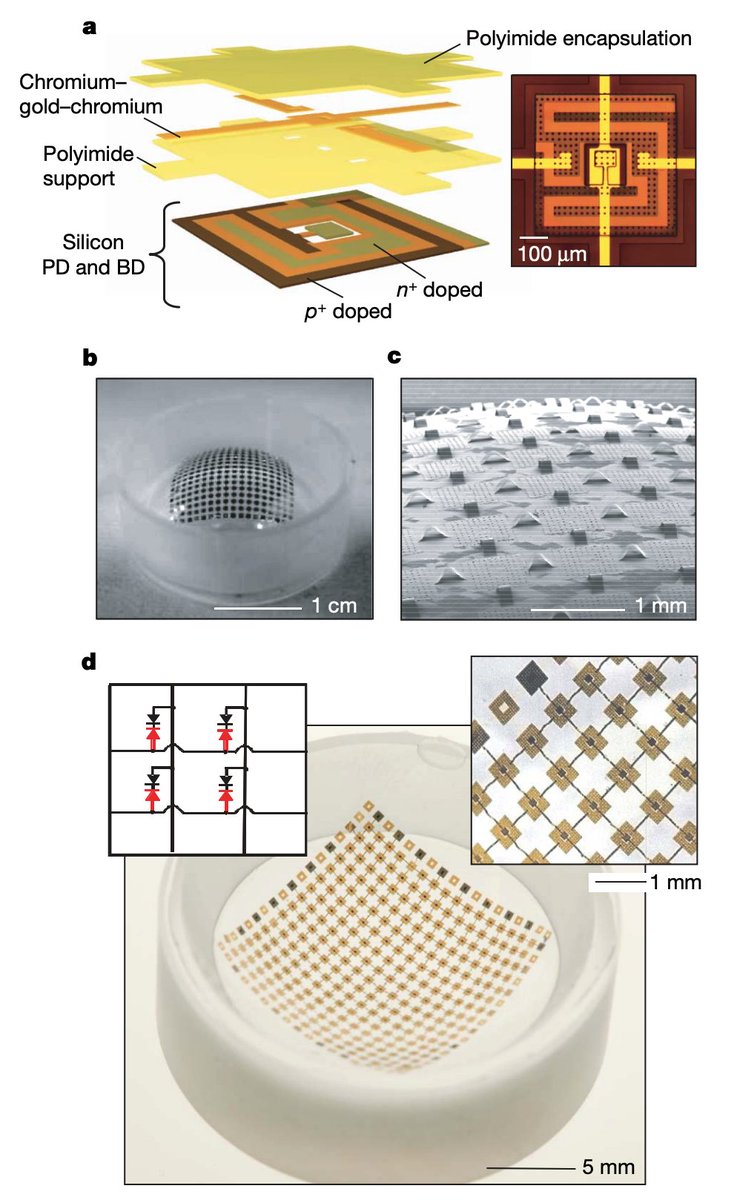 a
Polyimide encapsulation
Chromium–
gold–chromium
Polyimide
support
Silicon
PD and BD
n+ doped
p+ doped
100 μm
b
1 cm
c
1 mm
d
1 mm
5 mm